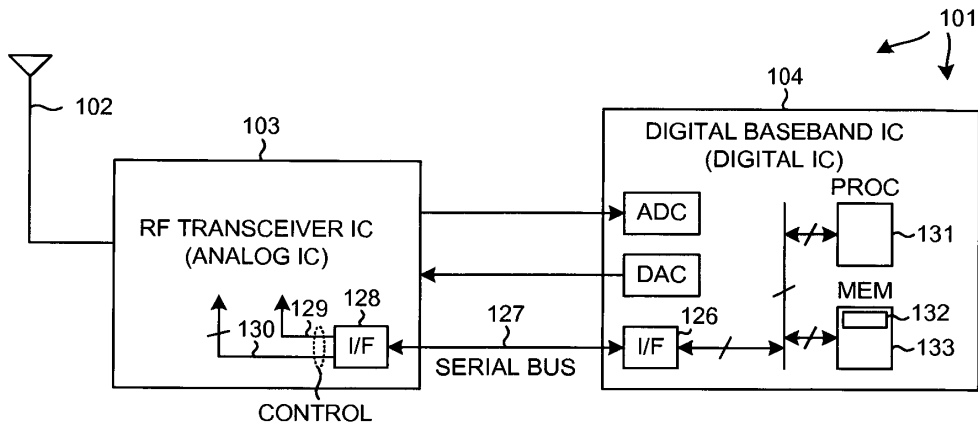 101
102
103
104
RF TRANSCEIVER IC
(ANALOG IC)
129
128
130
I/F
CONTROL
127
SERIAL BUS
DIGITAL BASEBAND IC
(DIGITAL IC)
ADC
DAC
I/F
126
PROC
131
MEM
132
133